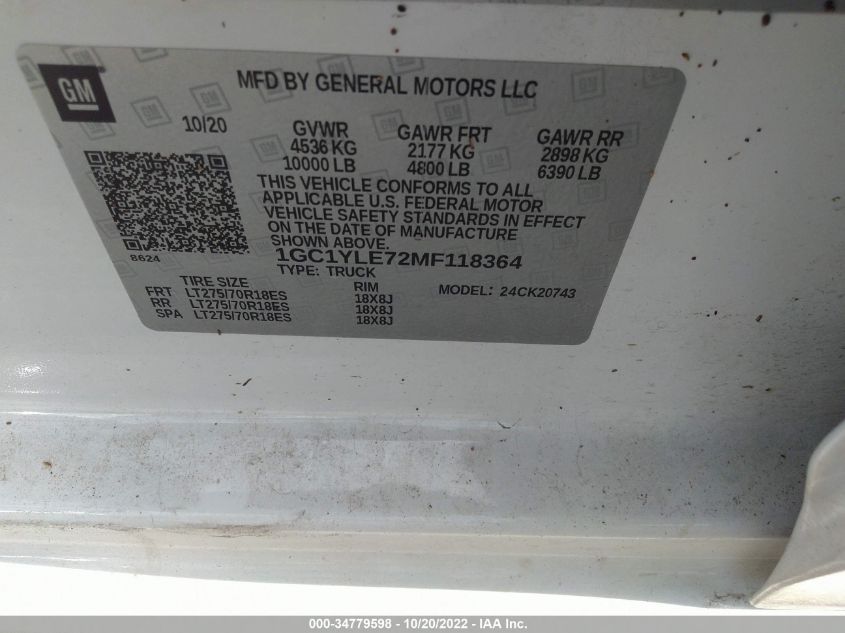 GM
MFD BY GENERAL MOTORS LLC
10/20
GVWR
4536 KG
10000 LB
GAWR FRT
2177 KG
4800 LB
GAWR RR
2898 KG
6390 LB
THIS VEHICLE CONFORMS TO ALL
APPLICABLE U.S. FEDERAL MOTOR
VEHICLE SAFETY STANDARDS IN EFFECT
ON THE DATE OF MANUFACTURE
SHOWN ABOVE.
8624
1GC1YLE72MF118364
TYPE: TRUCK
MODEL: 24CK20743
TIRE SIZE RIM
FRT LT275/70R18ES 18X8J
RR LT275/70R18ES 18X8J
SPA LT275/70R18ES 18X8J
000-34779598 - 10/20/2022 - IAA Inc.